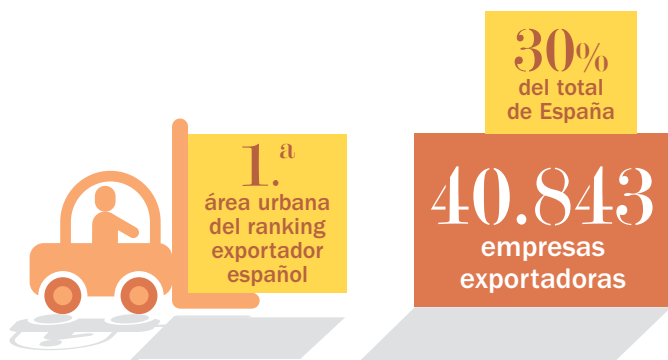 1.ª
área urbana
del ranking
exportador
español
30%
del total
de España
40.843
empresas
exportadoras